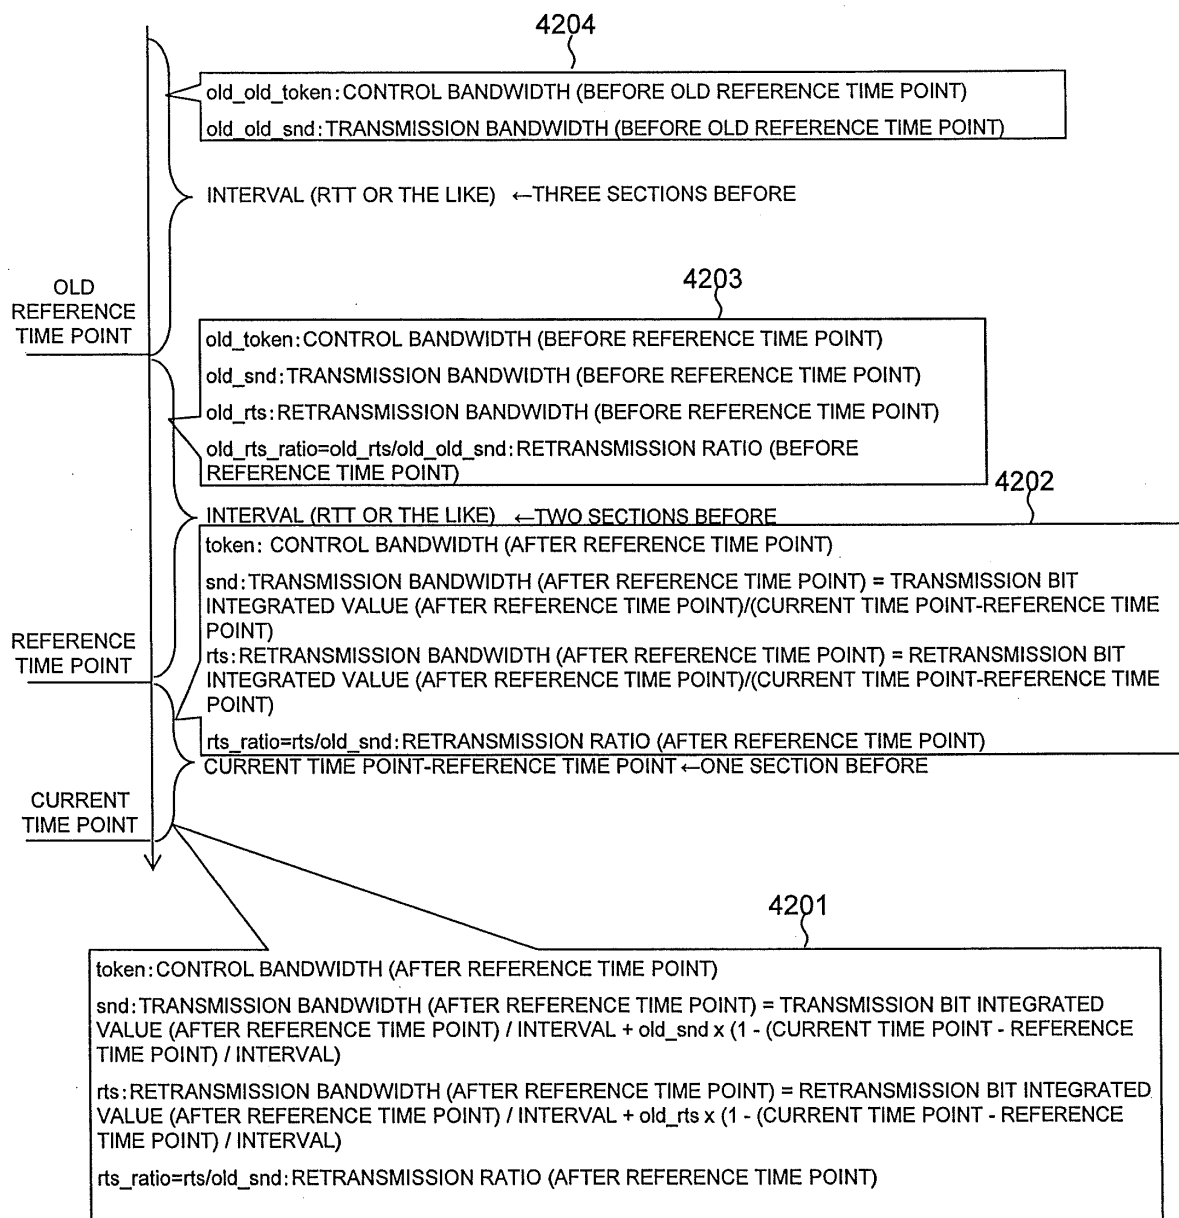 4204
old_old_token:CONTROL BANDWIDTH (BEFORE OLD REFERENCE TIME POINT)
old_old_snd:TRANSMISSION BANDWIDTH (BEFORE OLD REFERENCE TIME POINT)
INTERVAL (RTT OR THE LIKE) ←THREE SECTIONS BEFORE
OLD
REFERENCE
TIME POINT
4203
old_token:CONTROL BANDWIDTH (BEFORE REFERENCE TIME POINT)
old_snd:TRANSMISSION BANDWIDTH (BEFORE REFERENCE TIME POINT)
old_rts:RETRANSMISSION BANDWIDTH (BEFORE REFERENCE TIME POINT)
old_rts_ratio=old_rts/old_old_snd:RETRANSMISSION RATIO (BEFORE
REFERENCE TIME POINT)
INTERVAL (RTT OR THE LIKE) ←TWO SECTIONS BEFORE
4202
token: CONTROL BANDWIDTH (AFTER REFERENCE TIME POINT)
snd:TRANSMISSION BANDWIDTH (AFTER REFERENCE TIME POINT) = TRANSMISSION BIT
INTEGRATED VALUE (AFTER REFERENCE TIME POINT)/(CURRENT TIME POINT-REFERENCE TIME
POINT)
rts:RETRANSMISSION BANDWIDTH (AFTER REFERENCE TIME POINT) = RETRANSMISSION BIT
INTEGRATED VALUE (AFTER REFERENCE TIME POINT)/(CURRENT TIME POINT-REFERENCE TIME
POINT)
rts_ratio=rts/old_snd:RETRANSMISSION RATIO (AFTER REFERENCE TIME POINT)
REFERENCE
TIME POINT
CURRENT TIME POINT-REFERENCE TIME POINT ←ONE SECTION BEFORE
CURRENT
TIME POINT
4201
token:CONTROL BANDWIDTH (AFTER REFERENCE TIME POINT)
snd:TRANSMISSION BANDWIDTH (AFTER REFERENCE TIME POINT) = TRANSMISSION BIT INTEGRATED
VALUE (AFTER REFERENCE TIME POINT) / INTERVAL + old_snd x (1 - (CURRENT TIME POINT - REFERENCE
TIME POINT) / INTERVAL)
rts:RETRANSMISSION BANDWIDTH (AFTER REFERENCE TIME POINT) = RETRANSMISSION BIT INTEGRATED
VALUE (AFTER REFERENCE TIME POINT) / INTERVAL + old_rts x (1 - (CURRENT TIME POINT - REFERENCE
TIME POINT) / INTERVAL)
rts_ratio=rts/old_snd:RETRANSMISSION RATIO (AFTER REFERENCE TIME POINT)